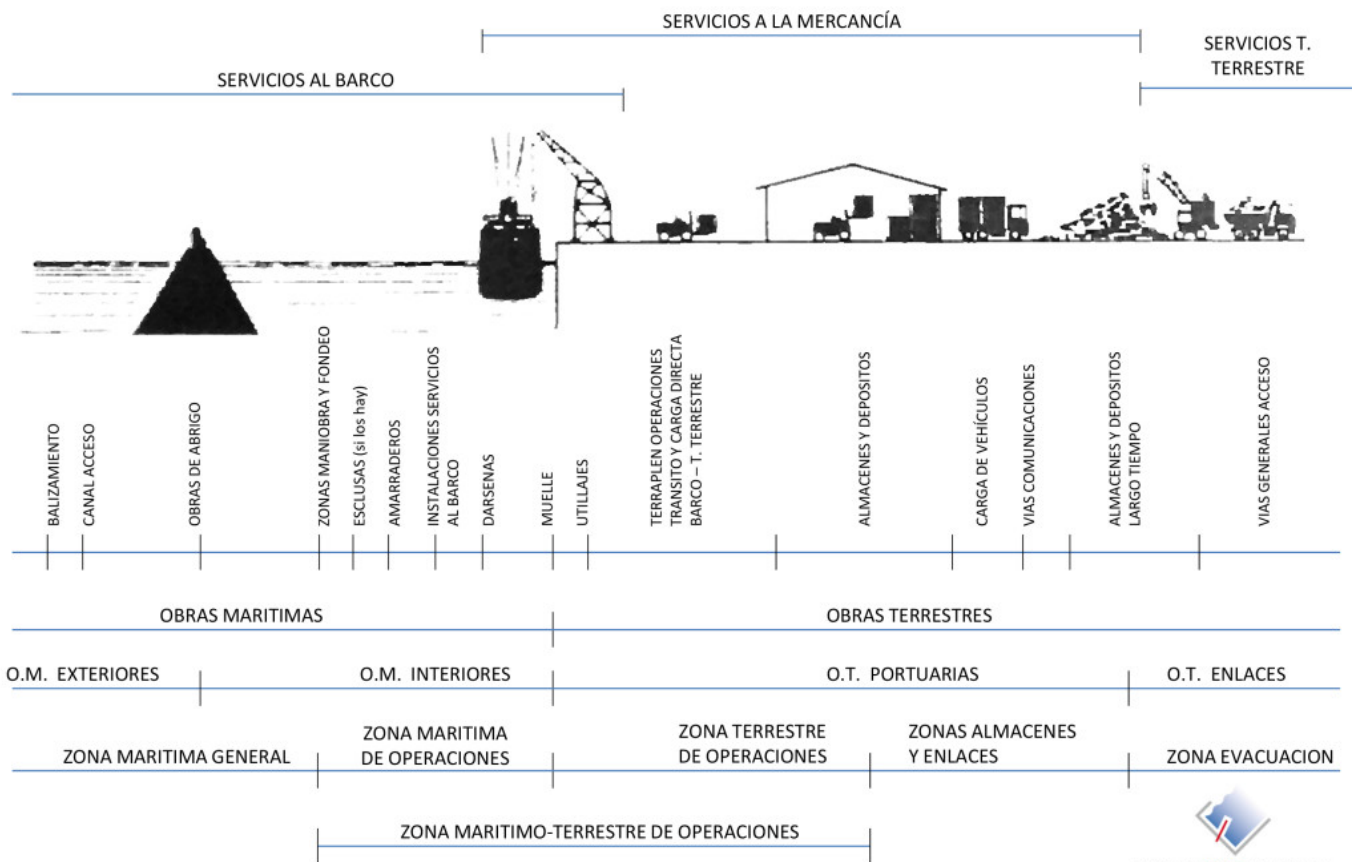 SERVICIOS A LA MERCANCÍA
SERVICIOS T.
TERRESTRE
SERVICIOS AL BARCO
BALIZAMIENTO
CANAL ACCESO
OBRAS DE ABRIGO
ZONAS MANIOBRA Y FONDEO
ESCLUSAS (si los hay)
AMARRADEROS
INSTALACIONES SERVICIOS
AL BARCO
DARSENAS
MUELLE
UTILLAJES
TERRAPLEN OPERACIONES
TRANSITO Y CARGA DIRECTA
BARCO – T. TERRESTRE
ALMACENES Y DEPOSITOS
CARGA DE VEHÍCULOS
VIAS COMUNICACIONES
ALMACENES Y DEPOSITOS
LARGO TIEMPO
VIAS GENERALES ACCESO
OBRAS MARITIMAS
OBRAS TERRESTRES
O.M. EXTERIORES
O.M. INTERIORES
O.T. PORTUARIAS
O.T. ENLACES
ZONA MARITIMA GENERAL
ZONA MARITIMA
DE OPERACIONES
ZONA TERRESTRE
DE OPERACIONES
ZONAS ALMACENES
Y ENLACES
ZONA EVACUACION
ZONA MARITIMO-TERRESTRE DE OPERACIONES